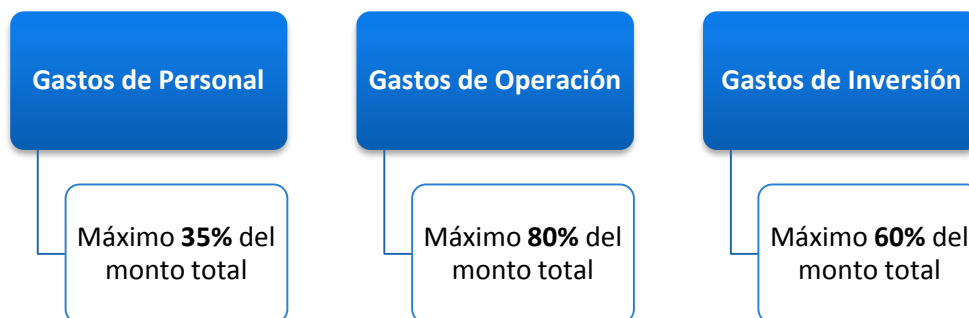 Gastos de Personal
Máximo 35% del
monto total
Gastos de Operación
Máximo 80% del
monto total
Gastos de Inversión
Máximo 60% del
monto total